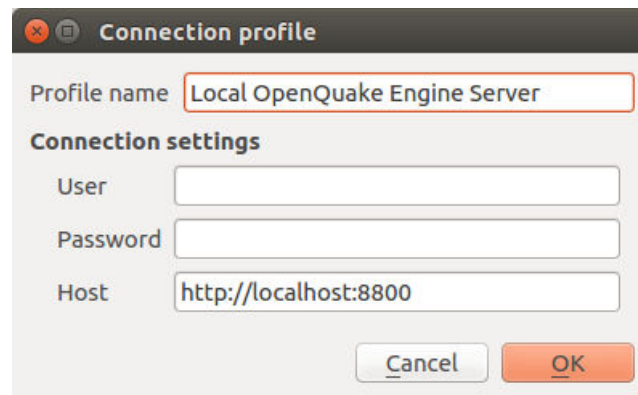 Connection profile
Profile name Local OpenQuake Engine Server
Connection settings
User
Password
Host http://localhost:8800
Cancel OK